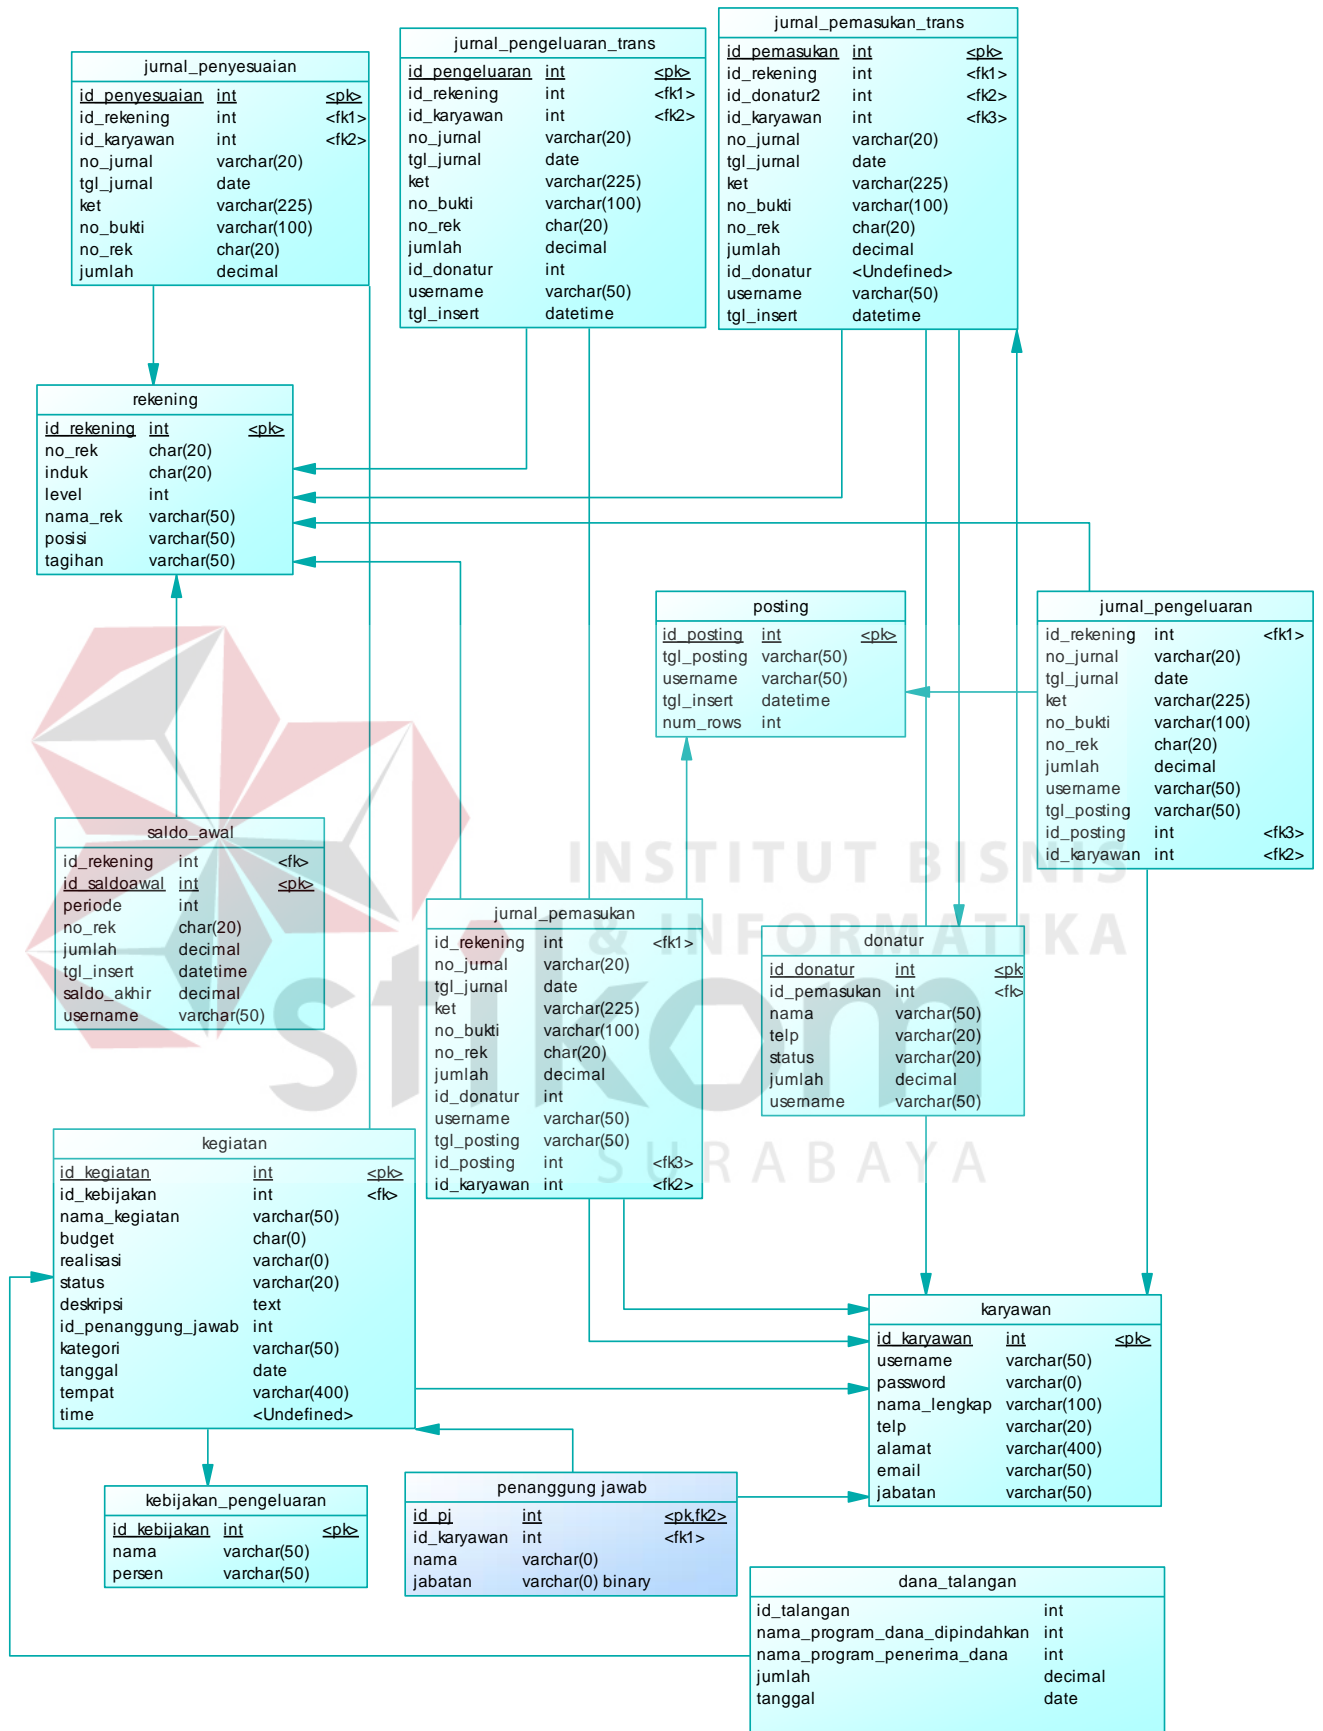 jurnal_penyesuaian
id_penyesuaian int <pk>
id_rekening int <fk1>
id_karyawan int <fk2>
no_jurnal varchar(20)
tgl_jurnal date
ket varchar(225)
no_bukti varchar(100)
no_rek char(20)
jumlah decimal
jurnal_pengeluaran_trans
id_pengeluaran int <pk>
id_rekening int <fk1>
id_karyawan int <fk2>
no_jurnal varchar(20)
tgl_jurnal date
ket varchar(225)
no_bukti varchar(100)
no_rek char(20)
jumlah decimal
id_donatur int
username varchar(50)
tgl_insert datetime
jurnal_pemasukan_trans
id_pemasukan int <pk>
id_rekening int <fk1>
id_donatur2 int <fk2>
id_karyawan int <fk3>
no_jurnal varchar(20)
tgl_jurnal date
ket varchar(225)
no_bukti varchar(100)
no_rek char(20)
jumlah decimal
id_donatur <Undefined>
username varchar(50)
tgl_insert datetime
rekening
id_rekening int <pk>
no_rek char(20)
induk char(20)
level int
nama_rek varchar(50)
posisi varchar(50)
tagihan varchar(50)
posting
id_posting int <pk>
tgl_posting varchar(50)
username varchar(50)
tgl_insert datetime
num_rows int
jurnal_pengeluaran
id_rekening int <fk1>
no_jurnal varchar(20)
tgl_jurnal date
ket varchar(225)
no_bukti varchar(100)
no_rek char(20)
jumlah decimal
username varchar(50)
tgl_posting varchar(50)
id_posting int <fk3>
id_karyawan int <fk2>
saldo_awal
id_rekening int <fk>
id_saldoawal int <pk>
periode int
no_rek char(20)
jumlah decimal
tgl_insert datetime
saldo_akhir decimal
username varchar(50)
INSTITUT BISNIS
& INFORMATIKA
stikom
SURABAYA
jurnal_pemasukan
id_rekening int <fk1>
no_jurnal varchar(20)
tgl_jurnal date
ket varchar(225)
no_bukti varchar(100)
no_rek char(20)
jumlah decimal
id_donatur int
username varchar(50)
tgl_posting varchar(50)
id_posting int <fk3>
id_karyawan int <fk2>
donatur
id_donatur int <pk
id_pemasukan int <fk>
nama varchar(50)
telp varchar(20)
status varchar(20)
jumlah decimal
username varchar(50)
kegiatan
id_kegiatan int <pk>
id_kebijakan int <fk>
nama_kegiatan varchar(50)
budget char(0)
realisasi varchar(0)
status varchar(20)
deskripsi text
id_penanggung_jawab int
kategori varchar(50)
tanggal date
tempat varchar(400)
time <Undefined>
karyawan
id_karyawan int <pk>
username varchar(50)
password varchar(0)
nama_lengkap varchar(100)
telp varchar(20)
alamat varchar(400)
email varchar(50)
jabatan varchar(50)
kebijakan_pengeluaran
id_kebijakan int <pk>
nama varchar(50)
persen varchar(50)
penanggung jawab
id_pj int <pk,fk2>
id_karyawan int <fk1>
nama varchar(0)
jabatan varchar(0) binary
dana_talangan
id_talangan int
nama_program_dana_dipindahkan int
nama_program_penerima_dana int
jumlah decimal
tanggal date